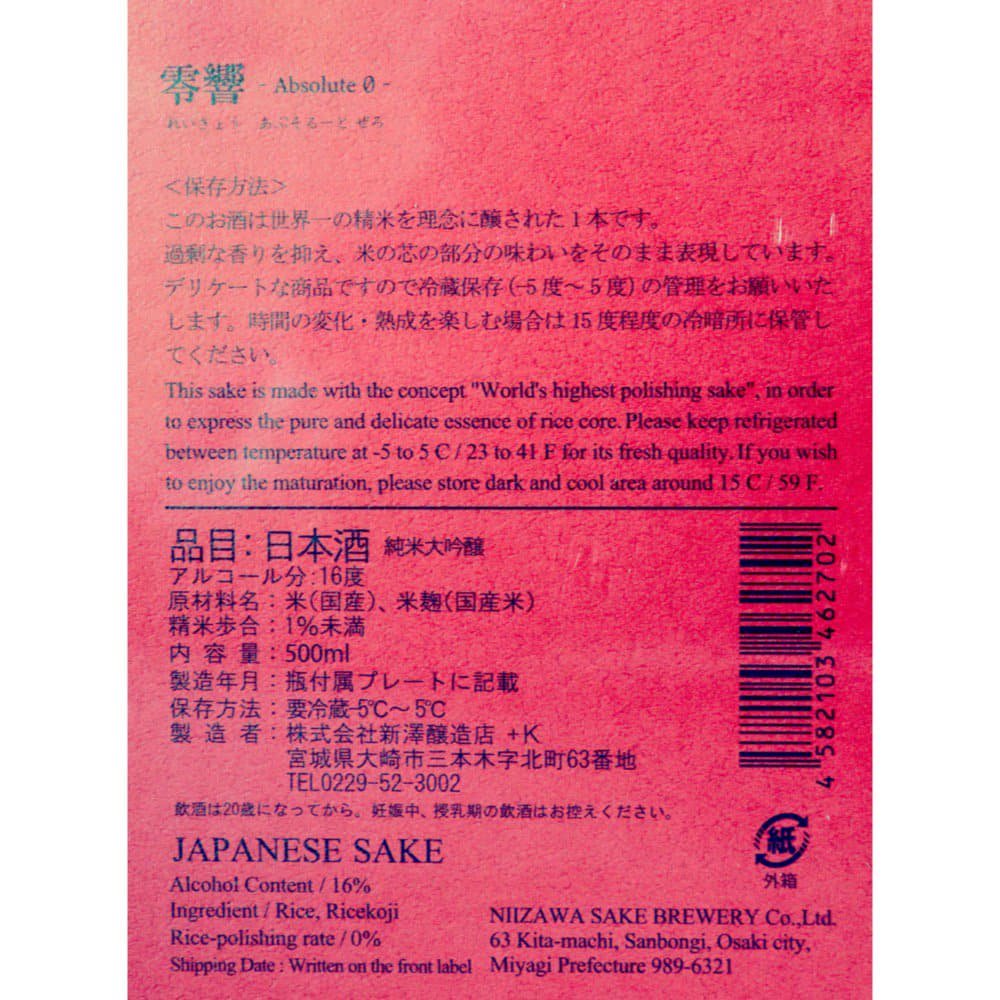 零響 - Absolute 0 -
れいきょう あぶそるーと ぜろ
＜保存方法＞
このお酒は世界一の精米を理念に醸された1本です。
過剰な香りを抑え、米の芯の部分の味わいをそのまま表現しています。
デリケートな商品ですので冷蔵保存(-5度～5度)の管理をお願いいた
します。時間の変化・熟成を楽しむ場合は15度程度の冷暗所に保管し
てください。
This sake is made with the concept "World's highest polishing sake", in order
to express the pure and delicate essence of rice core. Please keep refrigerated
between temperature at -5 to 5 C / 23 to 41 F for its fresh quality. If you wish
to enjoy the maturation, please store dark and cool area around 15 C / 59 F.
品目：日本酒 純米大吟醸
アルコール分：16度
原材料名：米(国産)、米麹(国産米)
精米歩合：1%未満
内容量：500ml
製造年月：瓶付属プレートに記載
保存方法：要冷蔵-5℃～5℃
製造者：株式会社新澤醸造店 +K
宮城県大崎市三本木字北町63番地
TEL0229-52-3002
飲酒は20歳になってから。妊娠中、授乳期の飲酒はお控えください。
4 582103 462702
紙
外箱
JAPANESE SAKE
Alcohol Content / 16%
Ingredient / Rice, Ricekoji
Rice-polishing rate / 0%
Shipping Date : Written on the front label
NIIZAWA SAKE BREWERY Co.,Ltd.
63 Kita-machi, Sanbongi, Osaki city,
Miyagi Prefecture 989-6321